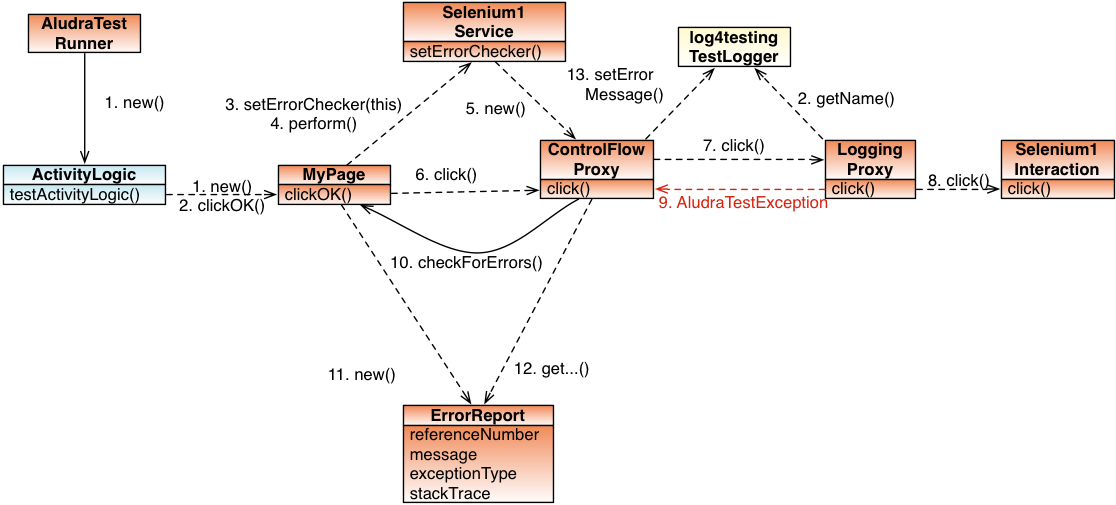 AludraTest
Runner
1. new()
ActivityLogic
testActivityLogic()
1. new()
2. clickOK()
MyPage
clickOK()
3. setErrorChecker(this)
4. perform()
Selenium1
Service
setErrorChecker()
5. new()
6. click()
ControlFlow
Proxy
click()
13. setError
Message()
log4testing
TestLogger
2. getName()
7. click()
Logging
Proxy
click()
8. click()
Selenium1
Interaction
click()
9. AludraTestException
10. checkForErrors()
11. new()
12. get...()
ErrorReport
referenceNumber
message
exceptionType
stackTrace